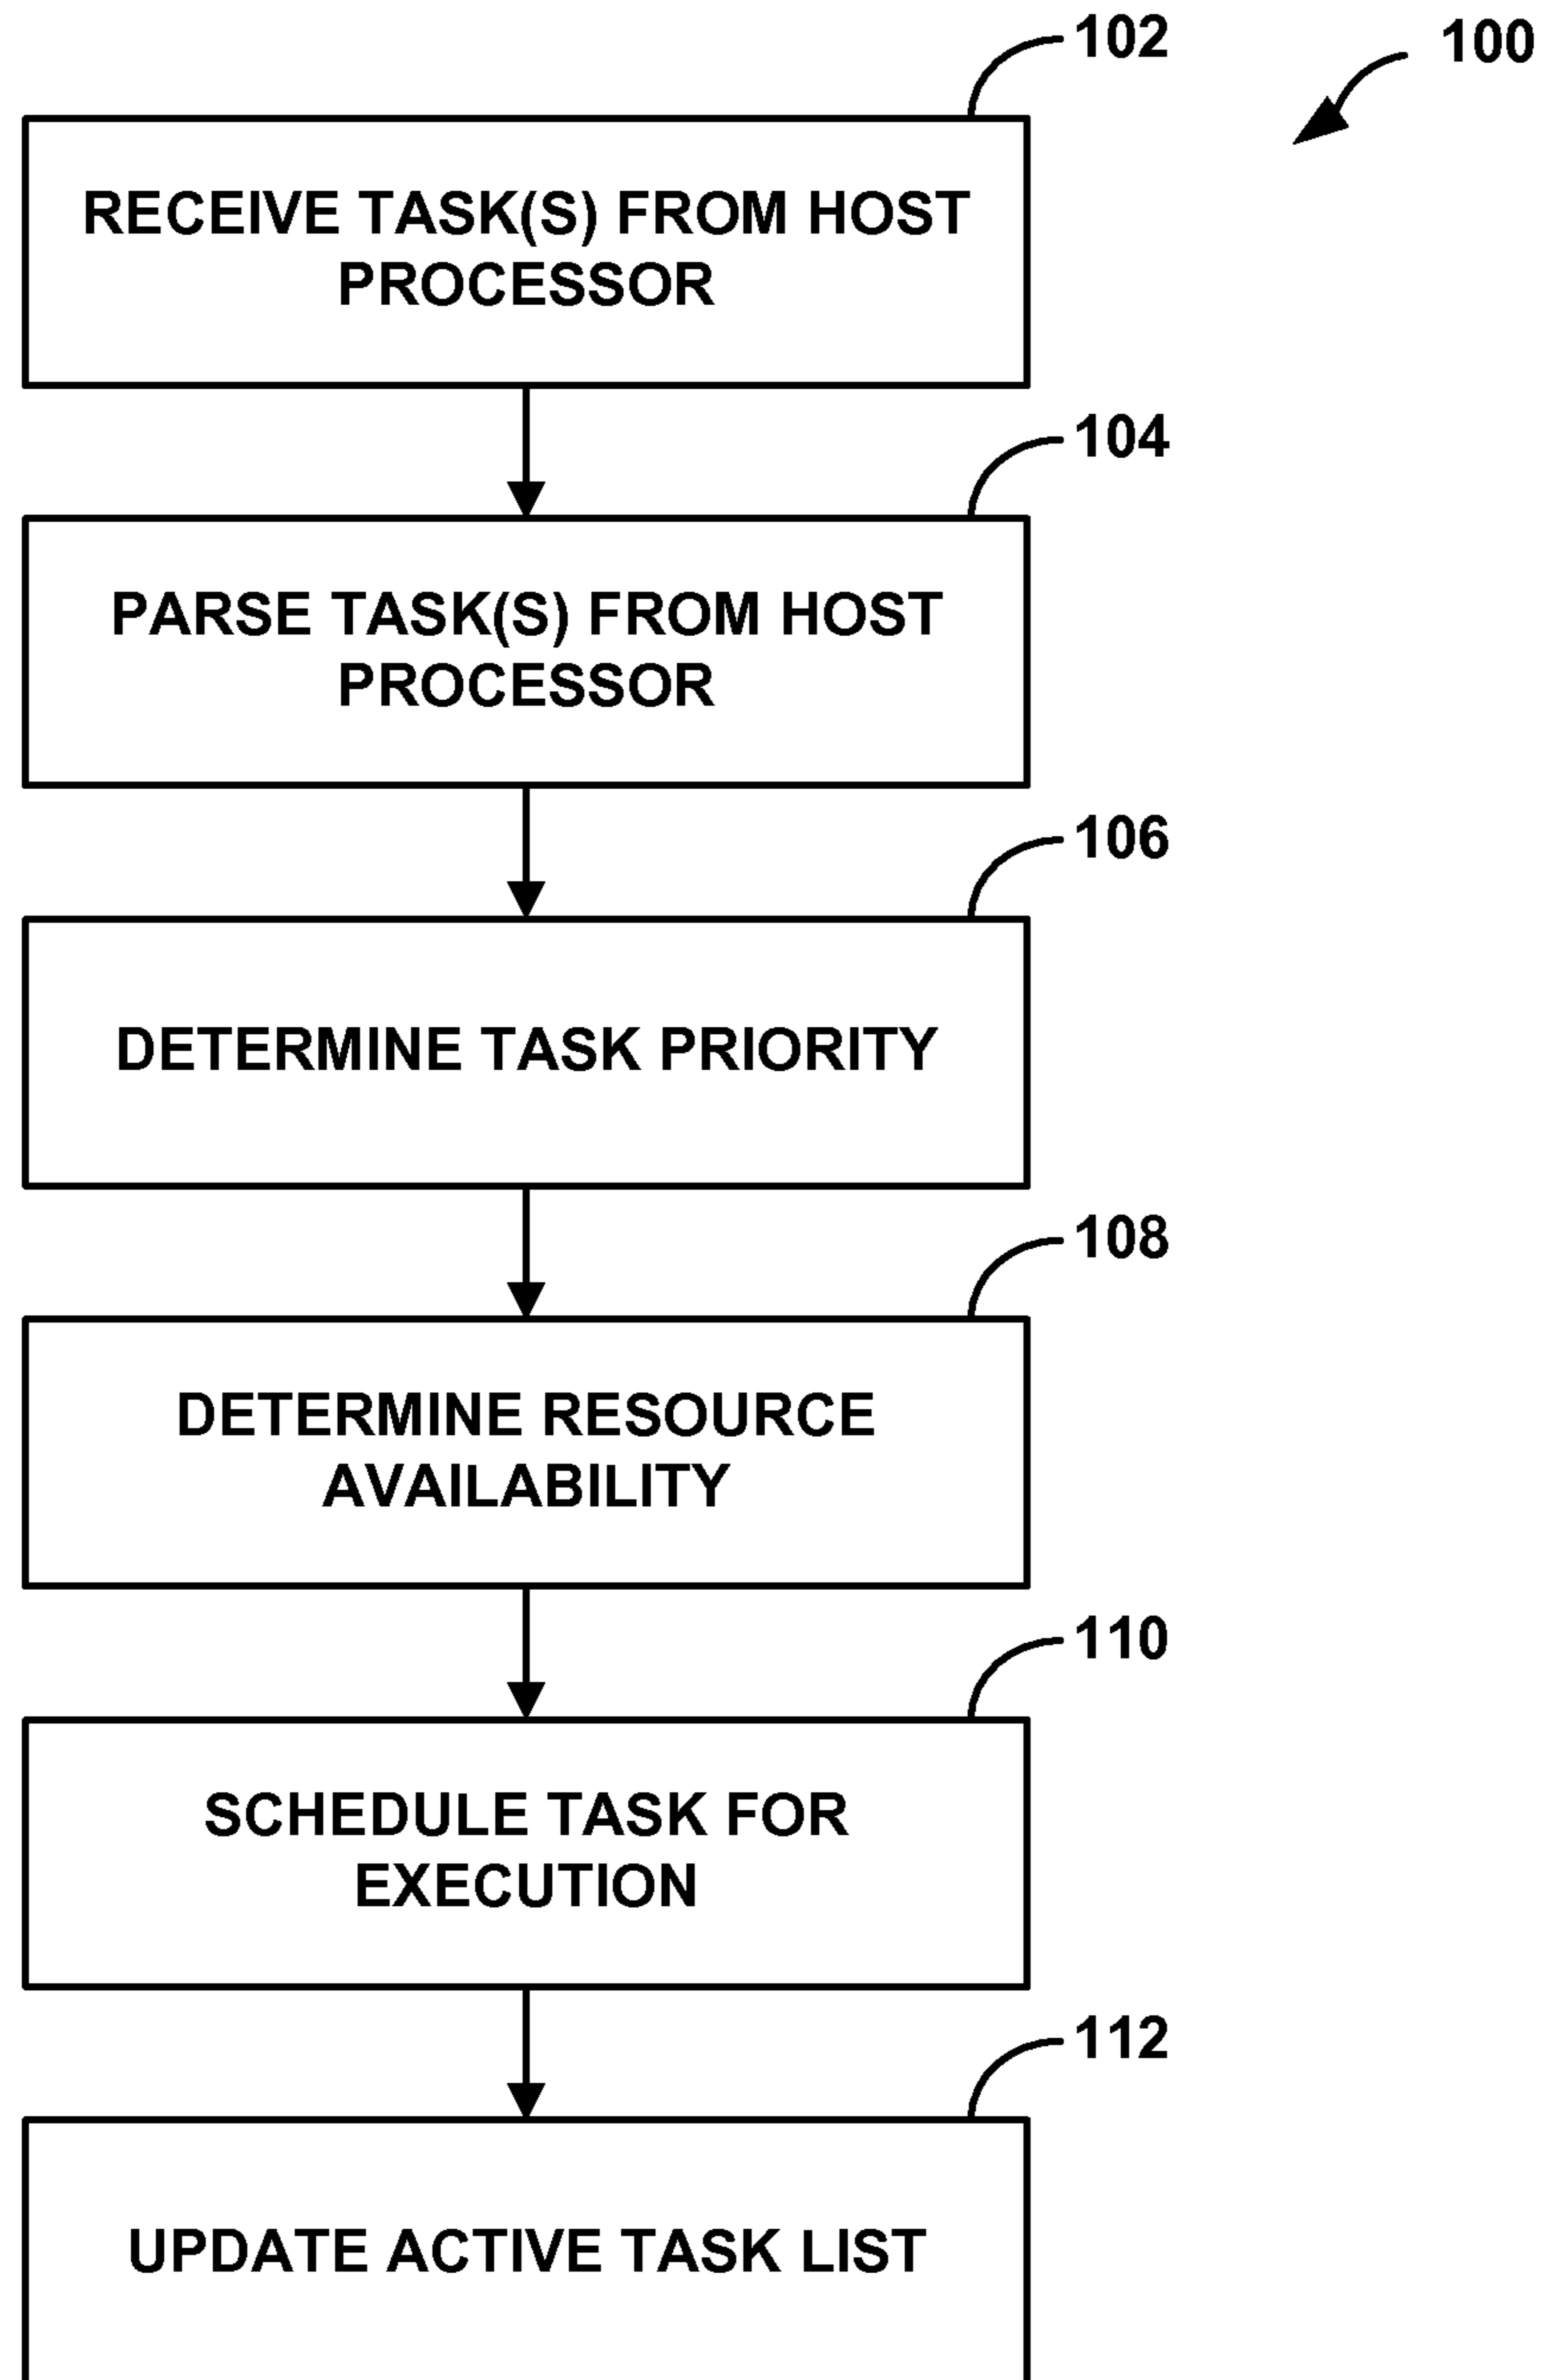 102
100
RECEIVE TASK(S) FROM HOST
PROCESSOR
104
PARSE TASK(S) FROM HOST
PROCESSOR
106
DETERMINE TASK PRIORITY
108
DETERMINE RESOURCE
AVAILABILITY
110
SCHEDULE TASK FOR
EXECUTION
112
UPDATE ACTIVE TASK LIST